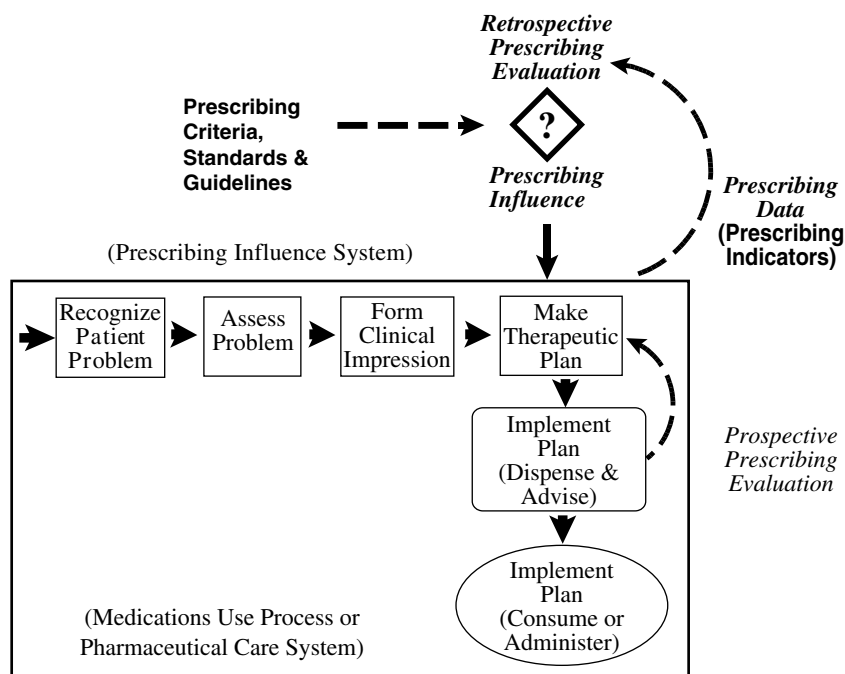 Retrospective
Prescribing
Evaluation
Prescribing
Criteria,
Standards &
Guidelines
?
Prescribing
Influence
Prescribing
Data
(Prescribing
Indicators)
(Prescribing Influence System)
Recognize
Patient
Problem
Assess
Problem
Form
Clinical
Impression
Make
Therapeutic
Plan
Implement
Plan
(Dispense &
Advise)
Prospective
Prescribing
Evaluation
Implement
Plan
(Consume or
Administer)
(Medications Use Process or
Pharmaceutical Care System)